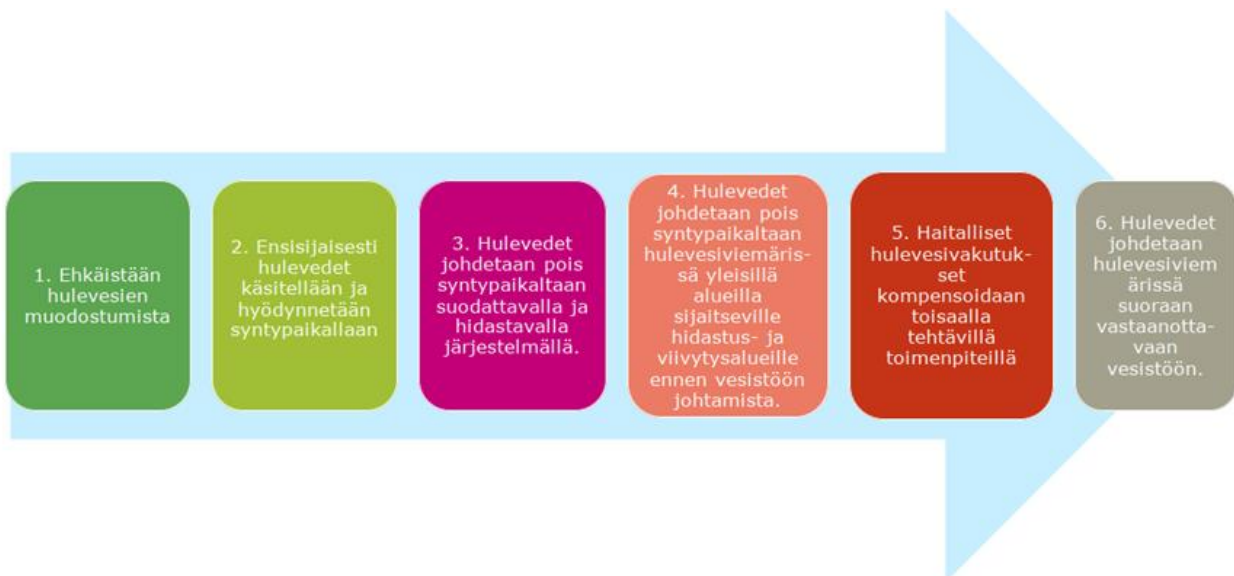 1. Ehkäistään
hulevesien
muodostumista
2. Ensisijaisesti
hulevedet
käsitellään ja
hyödynnetään
syntypaikallaan
3. Hulevedet
johdetaan pois
syntypaikaltaan
suodattavalla ja
hidastavalla
järjestelmällä.
4. Hulevedet
johdetaan pois
syntypaikaltaan
hulevesiviemäris-
sä yleisillä
alueilla
sijaitseville
hidastus- ja
viivytysalueille
ennen vesistöön
johtamista.
5. Haitalliset
hulevesivakutuk-
set
kompensoidaan
toisaalla
tehtävillä
toimenpiteillä
6. Hulevedet
johdetaan
hulevesiviem
ärissä
suoraan
vastaanotta-
vaan
vesistöön.